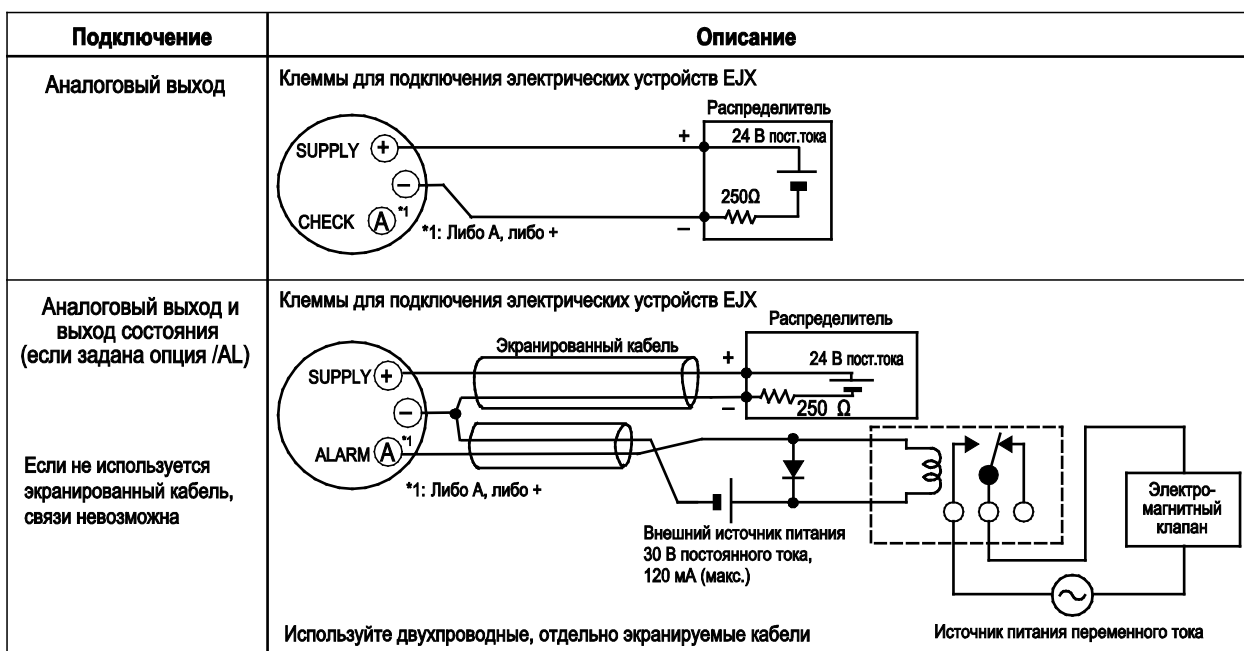 Подключение
Описание
Аналоговый выход
Клеммы для подключения электрических устройств EJX
Распределитель
SUPPLY
+
+
24 В пост.тока
–
250Ω
CHECK
A
*1
*1: Либо А, либо +
–
Аналоговый выход и
выход состояния
(если задана опция /AL)
Если не используется
экранированный кабель,
связи невозможна
Клеммы для подключения электрических устройств EJX
Распределитель
Экранированный кабель
+
24 В пост.тока
SUPPLY
+
–
–
250 Ω
ALARM
A
*1
*1: Либо А, либо +
Внешний источник питания
30 В постоянного тока,
120 мА (макс.)
Электро-
магнитный
клапан
Используйте двухпроводные, отдельно экранируемые кабели
Источник питания переменного тока